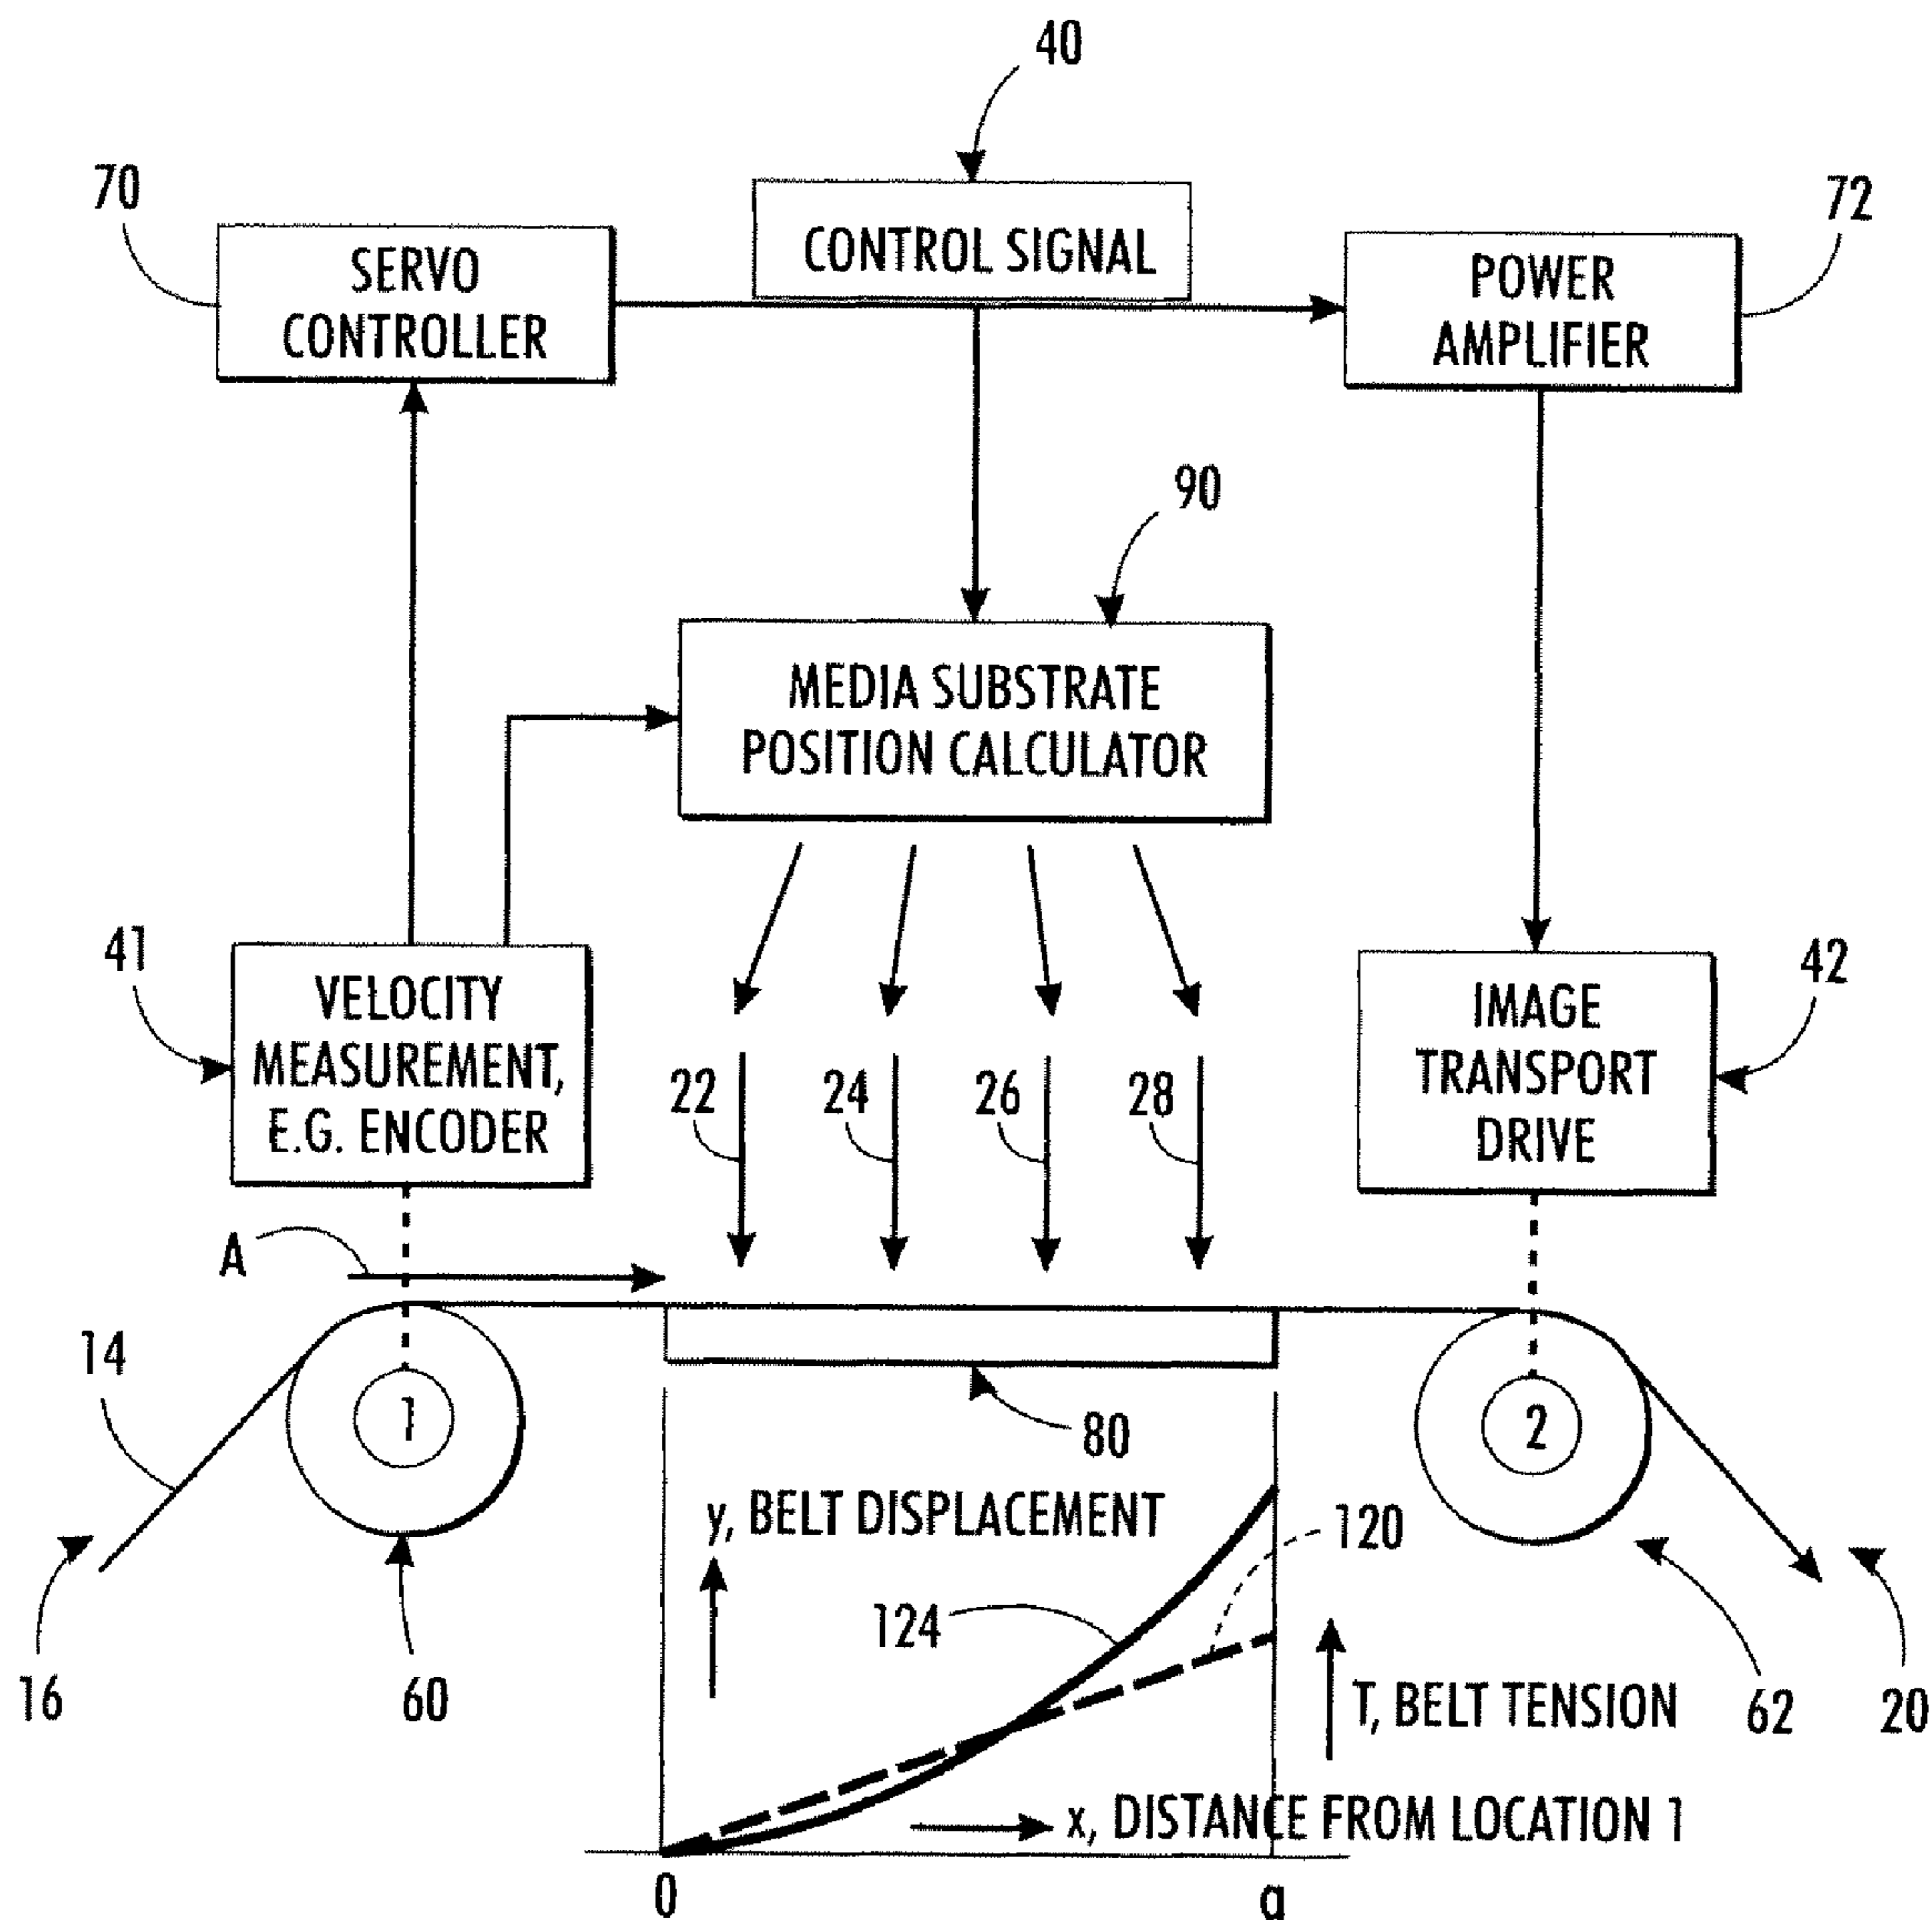 40
70
72
SERVO
CONTROLLER
CONTROL SIGNAL
POWER
AMPLIFIER
90
MEDIA SUBSTRATE
POSITION CALCULATOR
41
42
VELOCITY
MEASUREMENT,
E.G. ENCODER
IMAGE
TRANSPORT
DRIVE
22
24
26
28
A
14
1
2
80
y, BELT DISPLACEMENT
120
124
16
60
T, BELT TENSION
62
20
x, DISTANCE FROM LOCATION 1
0
a